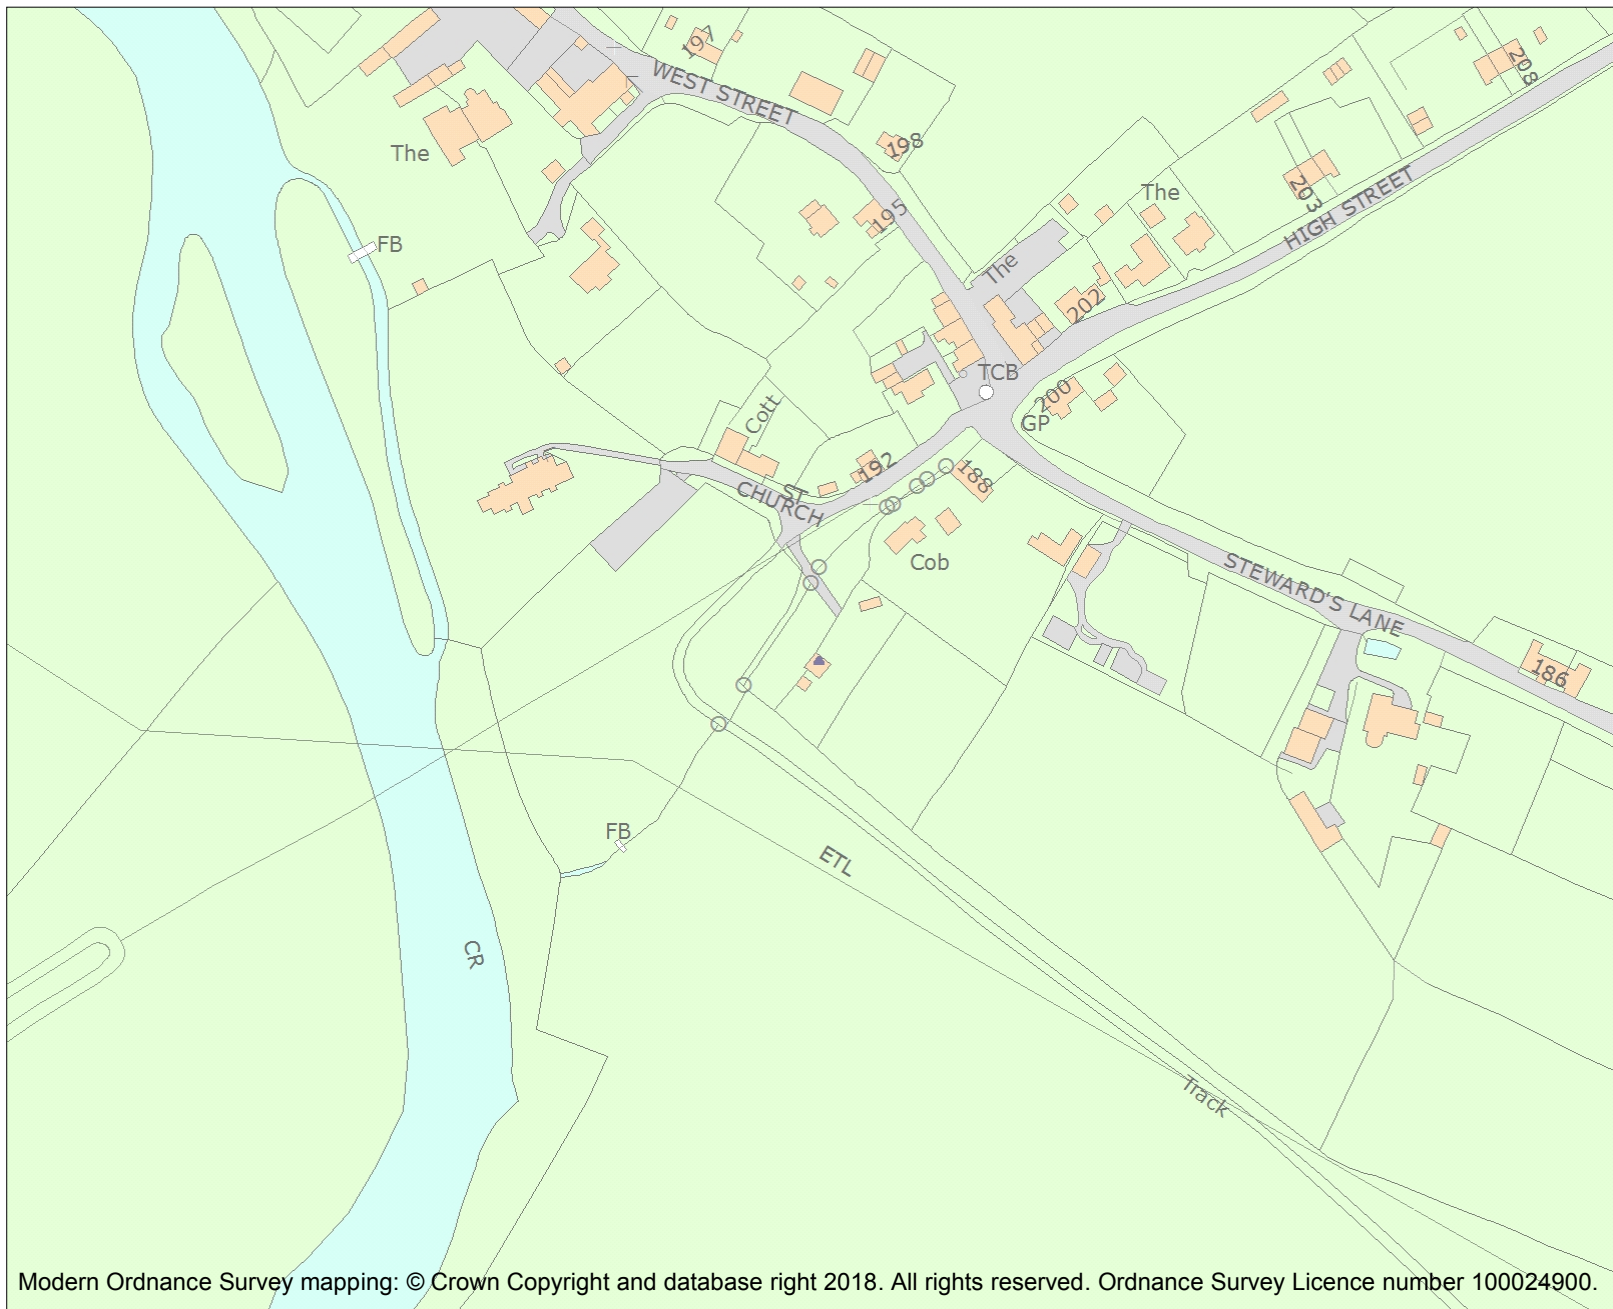 197
WEST STREET
208
The
198
The
203
HIGH STREET
195
FB
The
202
TCB
200
GP
Cott
192
188
ST
CHURCH
Cob
STEWARD'S LANE
186
FB
ETL
CR
Track
Modern Ordnance Survey mapping: © Crown Copyright and database right 2018. All rights reserved. Ordnance Survey Licence number 100024900.